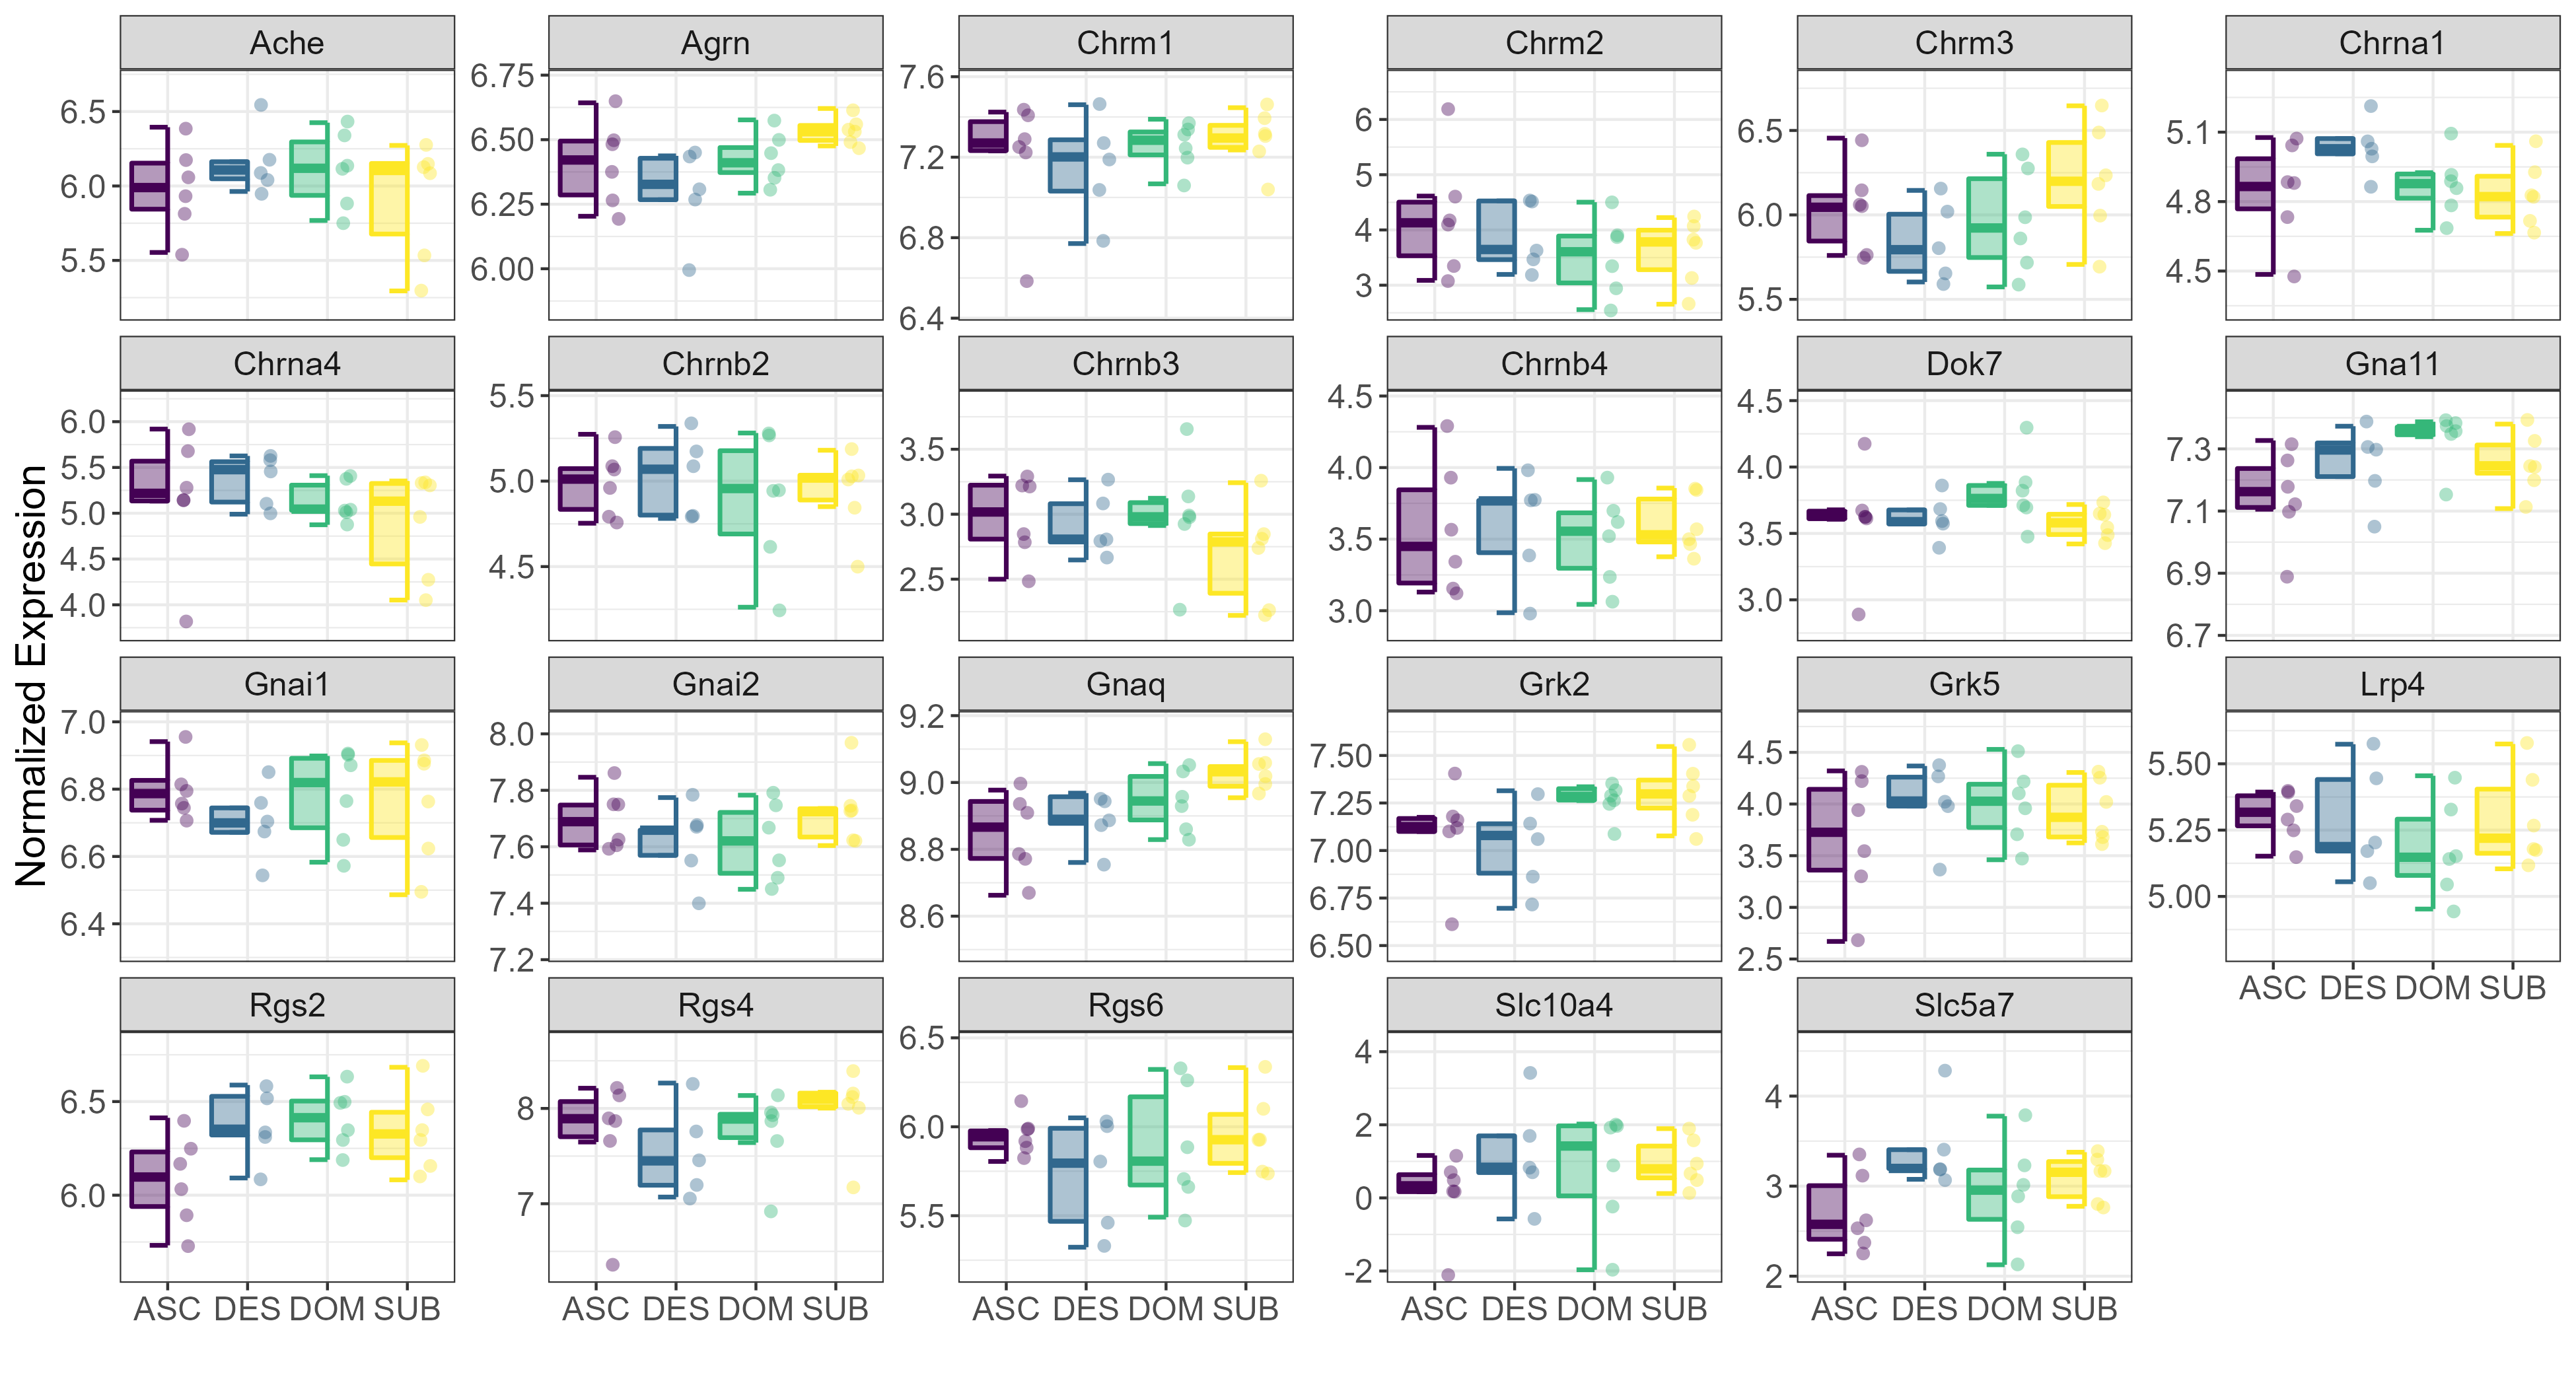 Normalized Expression
Ache Agrn Chrm1 Chrm2 Chrm3 Chrna1
6.5 6.0 5.5
6.75 6.50 6.25 6.00
7.6 7.2 6.8 6.4
6 5 4 3
6.5 6.0 5.5
5.1 4.8 4.5
Chrna4 Chrnb2 Chrnb3 Chrnb4 Dok7 Gna11
6.0 5.5 5.0 4.5 4.0
5.5 5.0 4.5
3.5 3.0 2.5
4.5 4.0 3.5 3.0
4.5 4.0 3.5 3.0
7.3 7.1 6.9 6.7
Gnai1 Gnai2 Gnaq Grk2 Grk5 Lrp4
7.0 6.8 6.6 6.4
8.0 7.8 7.6 7.4 7.2
9.2 9.0 8.8 8.6
7.50 7.25 7.00 6.75 6.50
4.5 4.0 3.5 3.0 2.5
5.50 5.25 5.00
ASC DES DOM SUB
Rgs2 Rgs4 Rgs6 Slc10a4 Slc5a7
6.5 6.0
8 7
6.5 6.0 5.5
4 2 0 -2
4 3 2
ASC DES DOM SUB ASC DES DOM SUB ASC DES DOM SUB ASC DES DOM SUB ASC DES DOM SUB